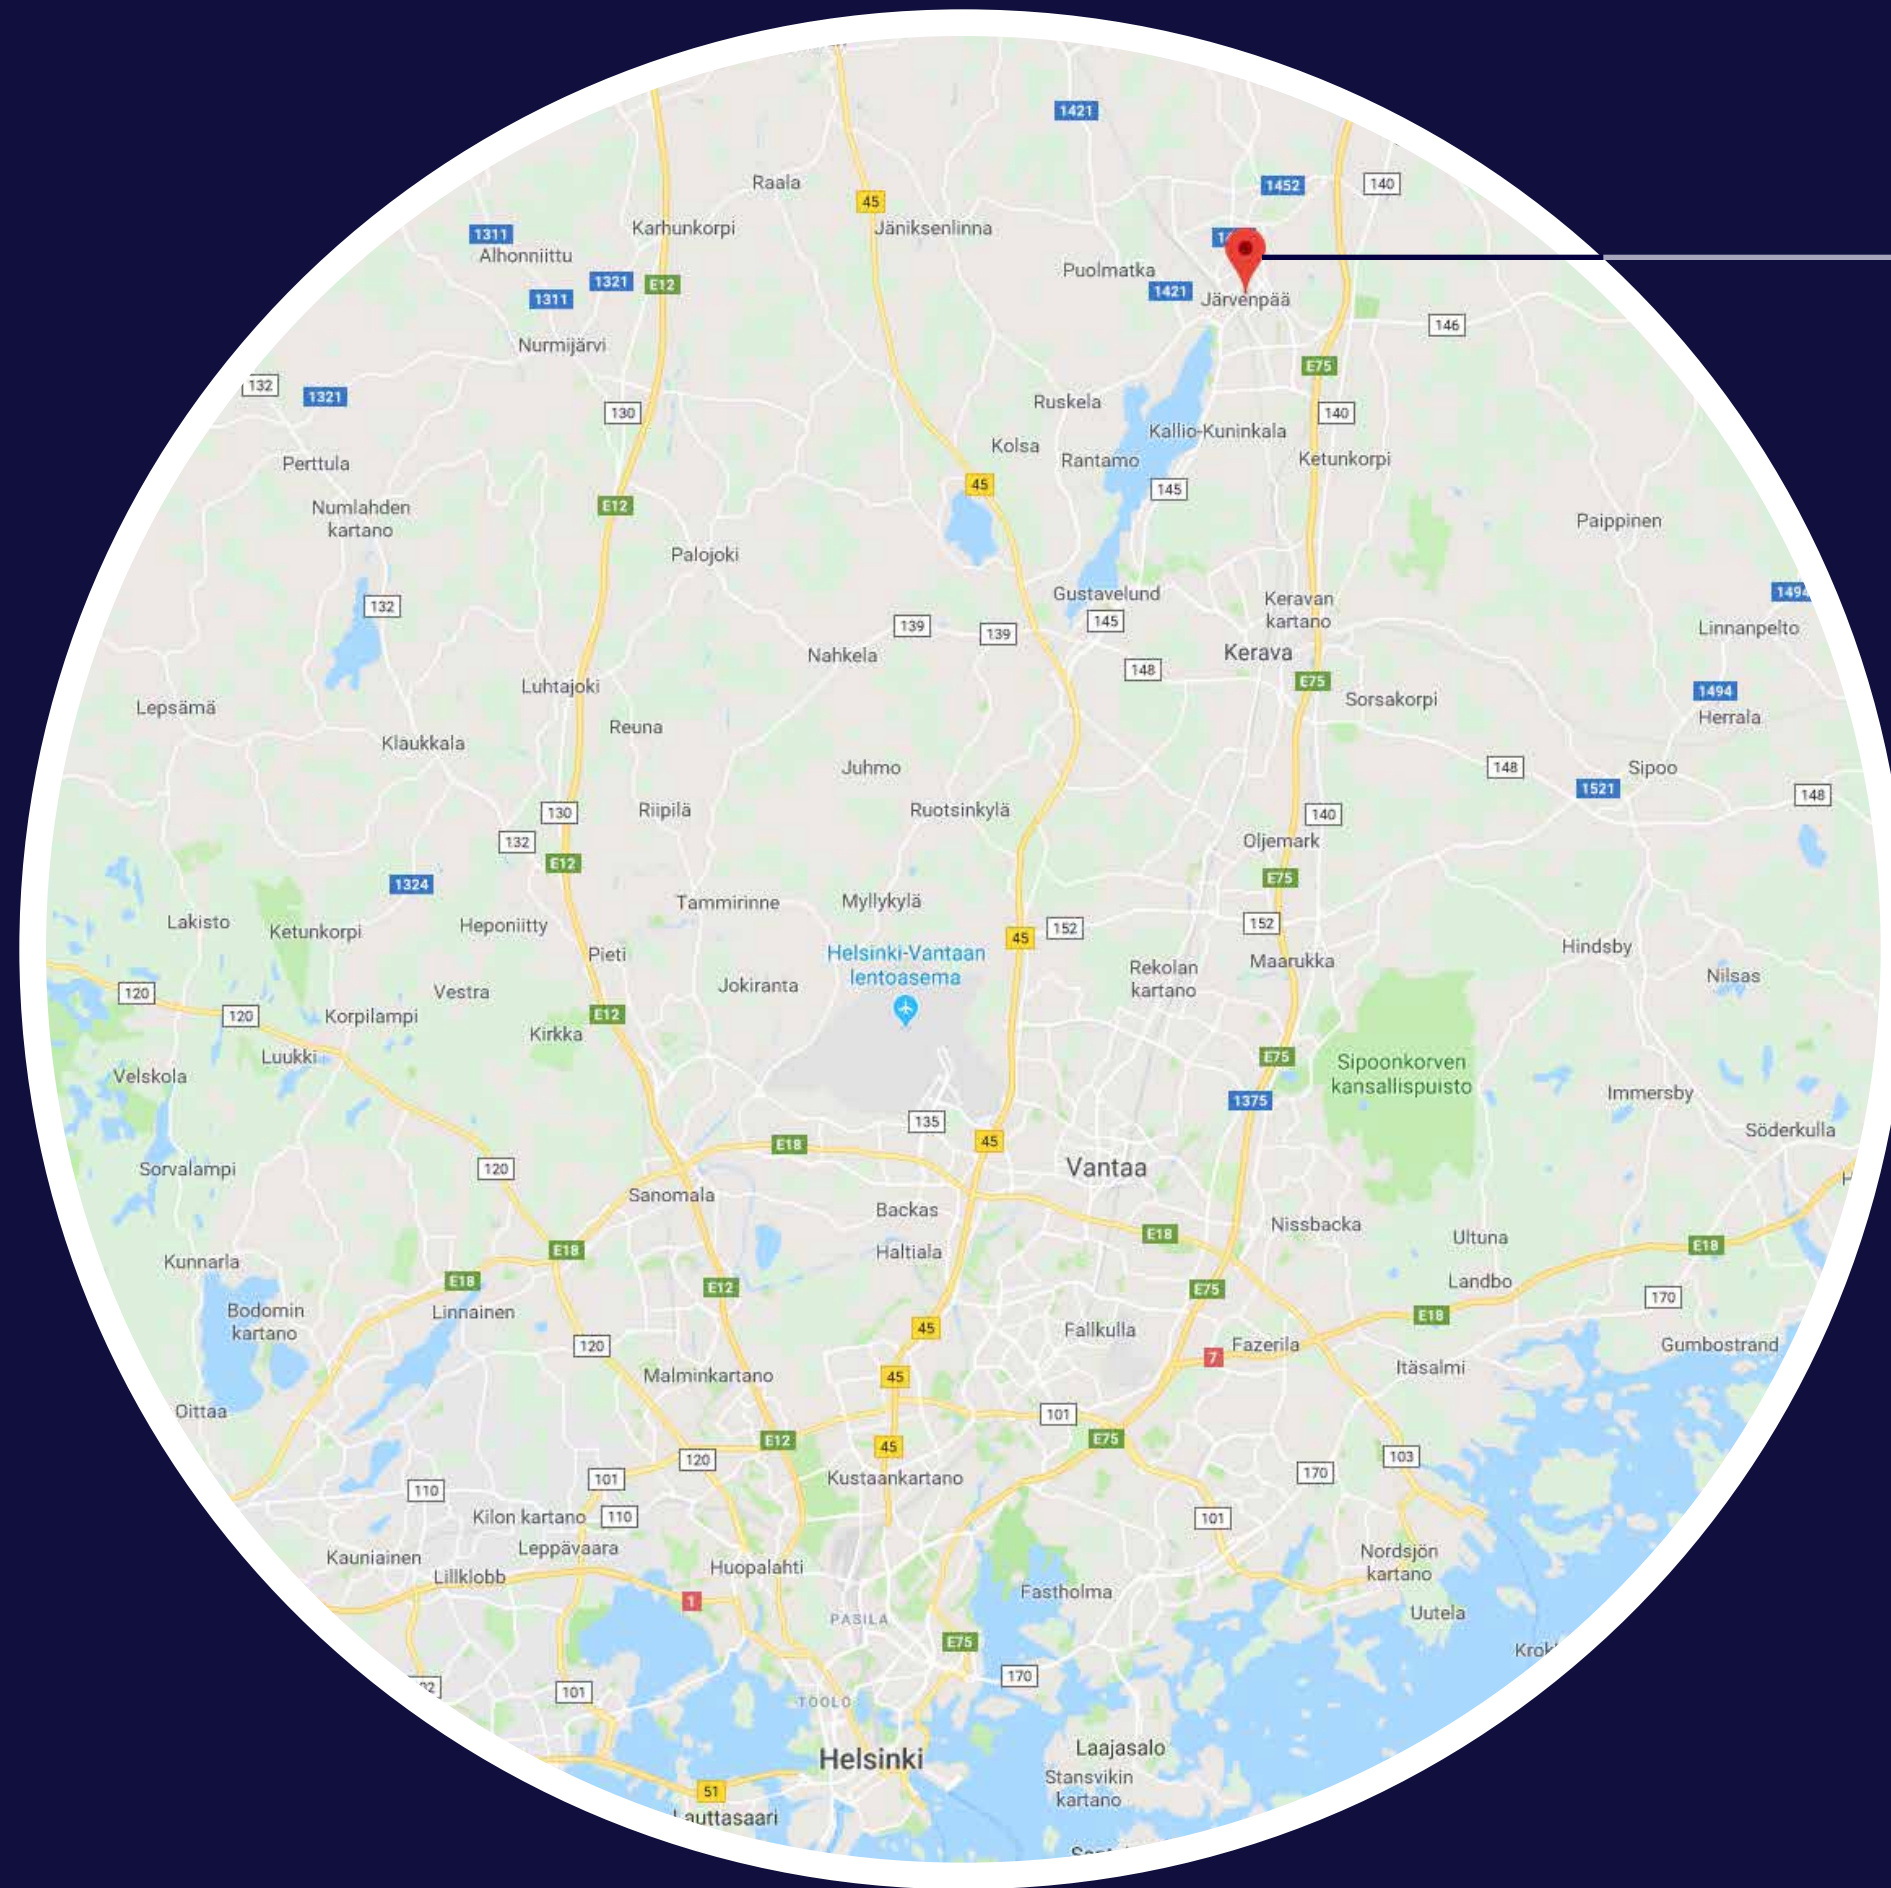 1421
Raala
1452
140
45
Karhunkorpi
Jäniksenlinna
1311
Alhonniittu
1321
E12
1311
Puolmatka
1421
Järvenpää
146
Nurmijärvi
E75
132
1321
130
Ruskela
140
Kallio-Kuninkala
Kolsa
Rantamo
Ketunkorpi
Perttula
45
145
E12
Numlahden
kartano
Paippinen
Palojoki
132
Gustavelund
Keravan
kartano
1494
139
139
145
Linnanpelto
Nahkela
Kerava
148
Luhtajoki
E75
1494
Sorsakorpi
Lepsämä
Herrala
Reuna
Klaukkala
Juhmo
148
Sipoo
1521
148
130
Riipilä
Ruotsinkylä
140
132
Oljemark
E12
E75
1324
Tammirinne
Myllykylä
Lakisto
Ketunkorpi
Heponiitty
45
152
152
Pieti
Helsinki-Vantaan
lentoasema
Rekolan
kartano
Maarukka
Hindsby
Nilsas
120
Vestra
Jokiranta
120
Korpilampi
E12
Kirkka
Luukki
E75
Velskola
Sipoonkorven
kansallispuisto
1375
Immersby
135
Söderkulla
E18
45
Sorvalampi
120
Vantaa
Sanomala
Backas
Nissbacka
Ultuna
E18
E18
E18
Haltiala
Kunnarla
E18
E12
E75
Landbo
170
Bodomin
kartano
Linnainen
45
Fallkulla
E18
120
7
Fazerila
Gumbostrand
Malminkartano
45
Itäsalmi
Oittaa
101
E12
45
E75
120
103
101
Kustaankartano
170
110
Kilon kartano
110
101
Leppävaara
Kauniainen
Lillklobb
Huopalahti
Nordsjön
kartano
Fastholma
1
PASILA
Uutela
E75
170
101
TÖÖLÖ
Helsinki
Laajasalo
Stansvikin
kartano
51